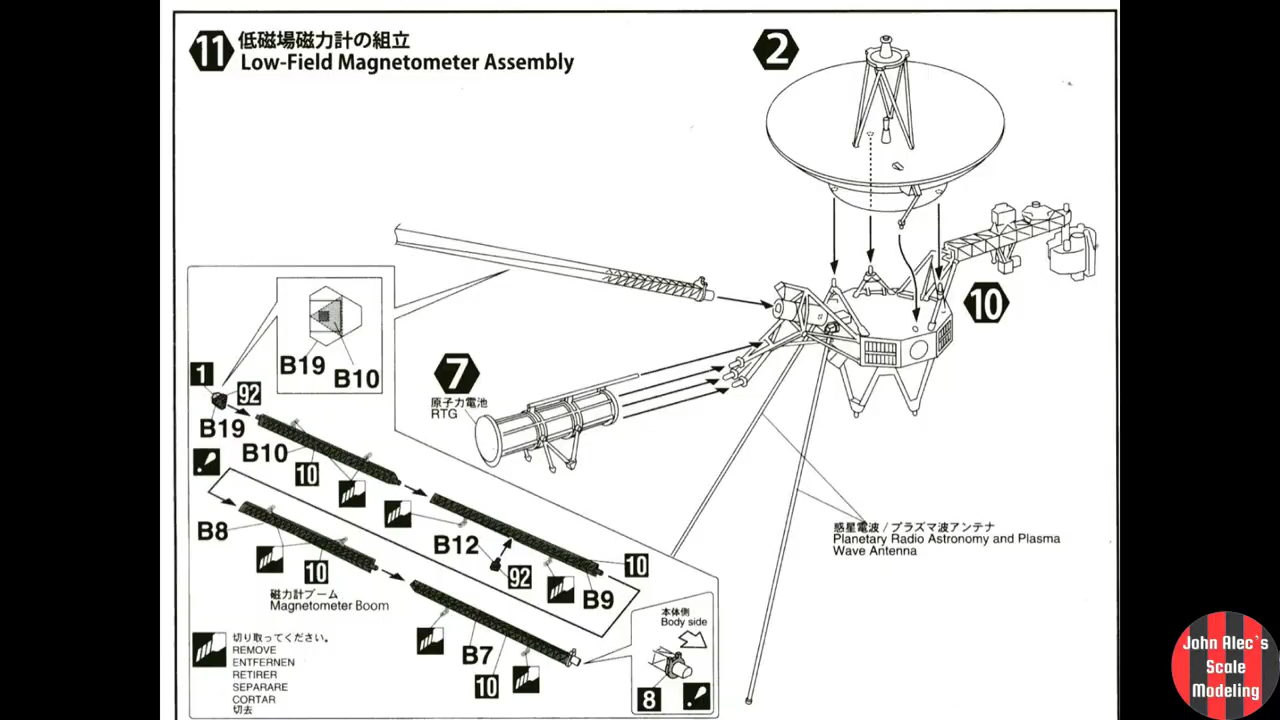 11 低磁場磁力計の組立
Low-Field Magnetometer Assembly
2
10
B19
B10
1
92
B19
B10
10
7
原子力電池
RTG
B8
10
B12
92
10
B9
磁力計ブーム
Magnetometer Boom
B7
10
惑星電波 / プラズマ波アンテナ
Planetary Radio Astronomy and Plasma
Wave Antenna
本体側
Body side
8
切り取ってください。
REMOVE
ENTFERNEN
RETIRER
SEPARARE
CORTAR
切去
John Alec's
Scale
Modeling